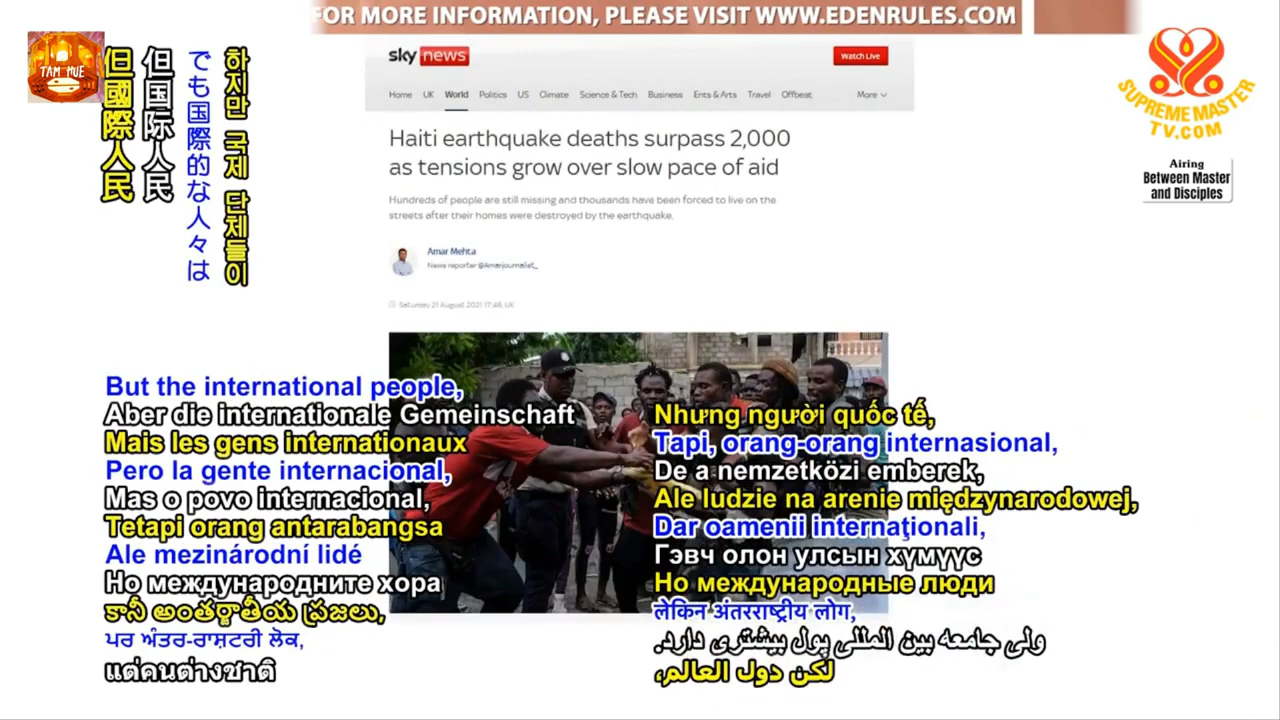 FOR MORE INFORMATION, PLEASE VISIT WWW.EDENRULES.COM
TAM HUE
但國際人民
但国际人民
でも国際的な人々は
하지만 국제 단체들이
sky news
Watch Live
Home UK World Politics US Climate Science & Tech Business Ents & Arts Travel Offbeat More
Haiti earthquake deaths surpass 2,000
as tensions grow over slow pace of aid
Hundreds of people are still missing and thousands have been forced to live on the
streets after their homes were destroyed by the earthquake.
Amar Mehta
News reporter @Amarjournalist_
Saturday 21 August 2021 17:48, UK
SUPREME MASTER
TV.COM
Airing
Between Master
and Disciples
But the international people,
Aber die internationale Gemeinschaft
Mais les gens internationaux
Pero la gente internacional,
Mas o povo internacional,
Tetapi orang antarabangsa
Ale mezinárodní lidé
Но международните хора
కానీ అంతర్జాతీయ ప్రజలు,
ਪਰ ਅੰਤਰ-ਰਾਸ਼ਟਰੀ ਲੋਕ,
แต่คนต่างชาติ
Nhưng người quốc tế,
Tapi, orang-orang internasional,
De a nemzetközi emberek,
Ale ludzie na arenie międzynarodowej,
Dar oamenii internaţionali,
Гэвч олон улсын хүмүүс
Но международные люди
लेकिन अंतरराष्ट्रीय लोग,
ولی جامعه بین المللی پول بیشتری دارد.
لكن دول العالم،